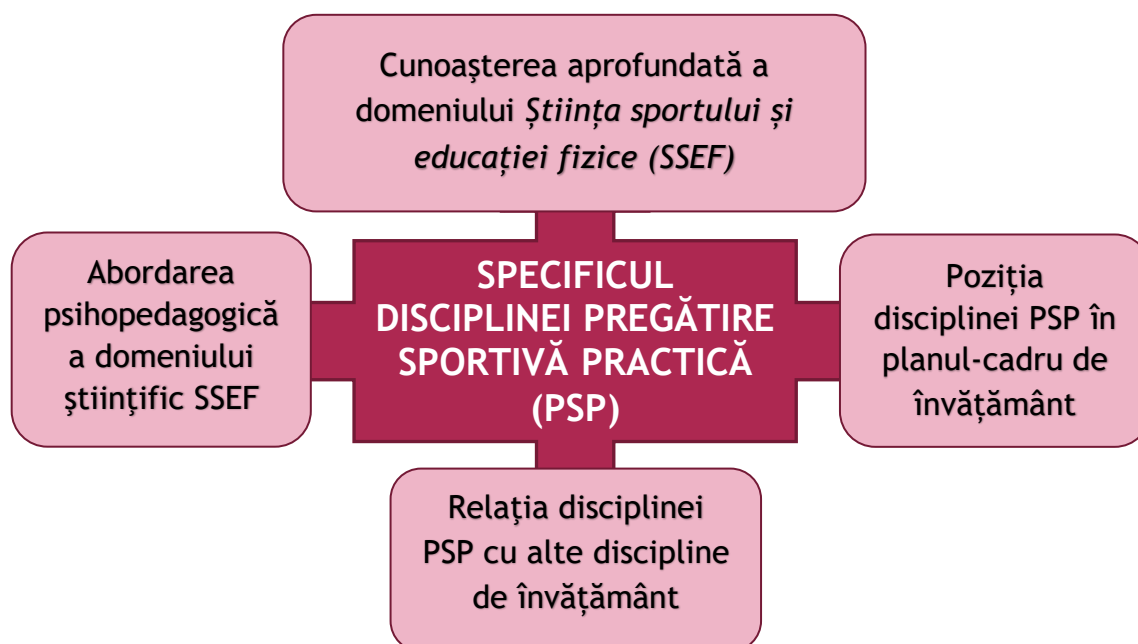 Cunoaşterea aprofundată a
domeniului Știința sportului și
educației fizice (SSEF)
Abordarea
psihopedagogică
a domeniului
ştiinţific SSEF
SPECIFICUL
DISCIPLINEI PREGĂTIRE
SPORTIVĂ PRACTICĂ
(PSP)
Poziția
disciplinei PSP în
planul-cadru de
învățământ
Relaţia disciplinei
PSP cu alte discipline
de învățământ